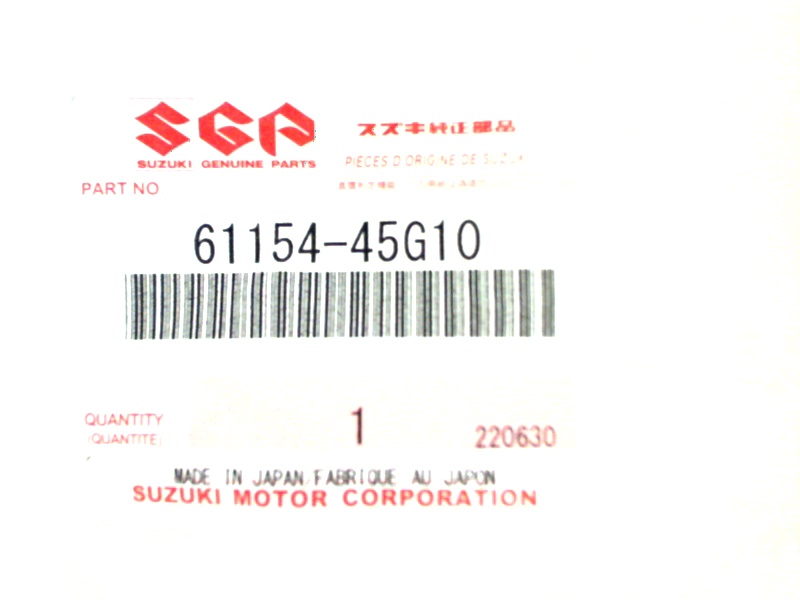 SGP
SUZUKI GENUINE PARTS
スズキ純正部品
PIECES D'ORIGINE DE SUZUKI
PART NO
61154-45G10
QUANTITY
(QUANTITE)
1
220630
MADE IN JAPAN/FABRIQUE AU JAPON
SUZUKI MOTOR CORPORATION